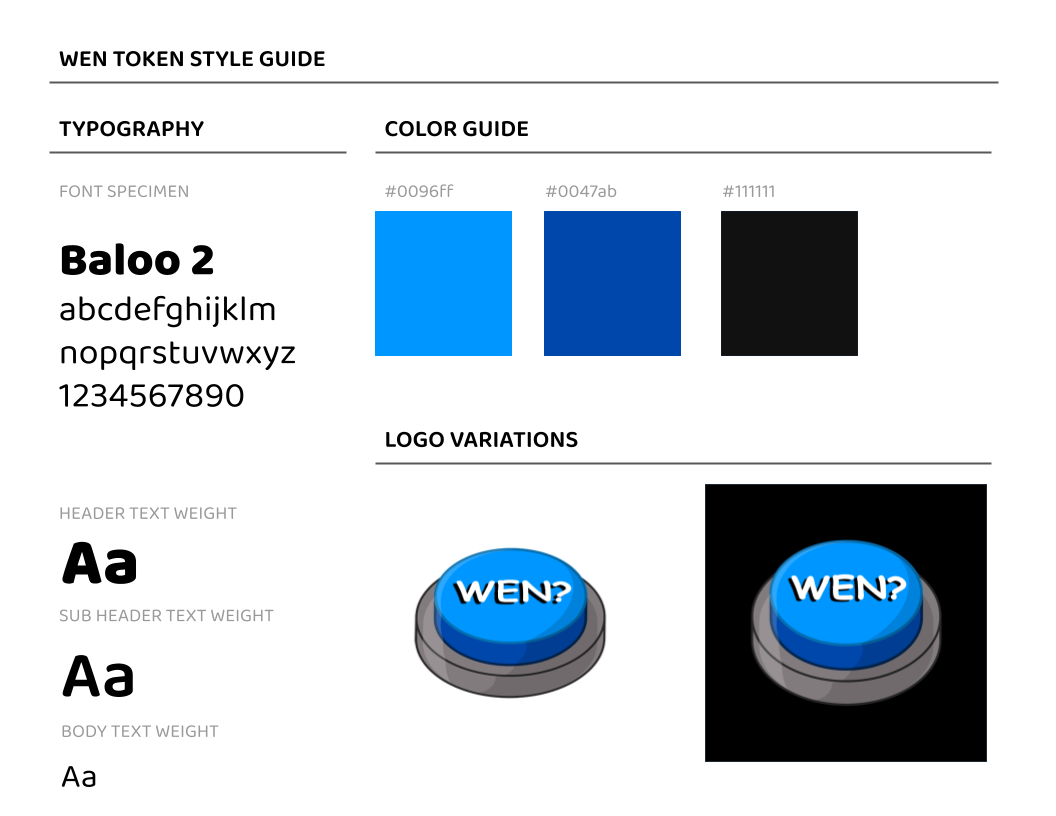 WEN TOKEN STYLE GUIDE
TYPOGRAPHY
FONT SPECIMEN
Baloo 2
abcdefghijklm
nopqrstuvwxyz
1234567890
HEADER TEXT WEIGHT
Aa
SUB HEADER TEXT WEIGHT
Aa
BODY TEXT WEIGHT
Aa
COLOR GUIDE
#0096ff
#0047ab
#111111
LOGO VARIATIONS
WEN?
WEN?